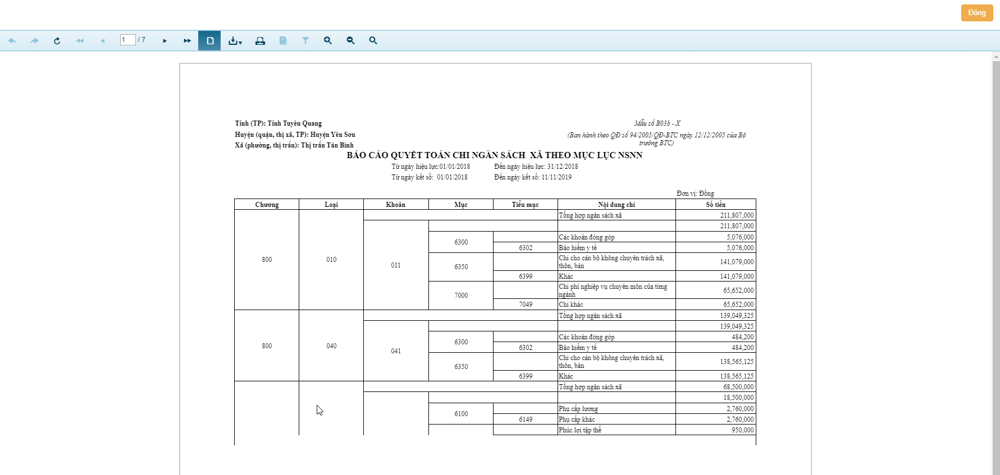 Đóng
1 / 7
Tỉnh (TP): Tỉnh Tuyên Quang
Mẫu số B03b - X
Huyện (quận, thị xã, TP): Huyện Yên Sơn
(Ban hành theo QĐ số 94/2005/QĐ-BTC ngày 12/12/2005 của Bộ
trưởng BTC)
Xã (phường, thị trấn): Thị trấn Tân Bình
BÁO CÁO QUYẾT TOÁN CHI NGÂN SÁCH XÃ THEO MỤC LỤC NSNN
Từ ngày hiệu lực:01/01/2018 Đến ngày hiệu lực: 31/12/2018
Từ ngày kết sổ: 01/01/2018 Đến ngày kết sổ: 11/11/2019
Đơn vị: Đồng
Chương Loại Khoản Mục Tiểu mục Nội dung chi Số tiền
Tổng hợp ngân sách xã 211,807,000
211,807,000
Các khoản đóng góp 5,076,000
6300
6302 Bảo hiểm y tế 5,076,000
800 010 011
Chi cho cán bộ không chuyên trách xã,
thôn, bản 141,079,000
6350
6399 Khác 141,079,000
Chi phí nghiệp vụ chuyên môn của từng
ngành 65,652,000
7000
7049 Chi khác 65,652,000
Tổng hợp ngân sách xã 139,049,325
139,049,325
Các khoản đóng góp 484,200
6300
6302 Bảo hiểm y tế 484,200
800 040 041
Chi cho cán bộ không chuyên trách xã,
thôn, bản 138,565,125
6350
6399 Khác 138,565,125
Tổng hợp ngân sách xã 68,500,000
18,500,000
Phụ cấp lương 2,760,000
6100
6149 Phụ cấp khác 2,760,000
Phúc lợi tập thể 950,000